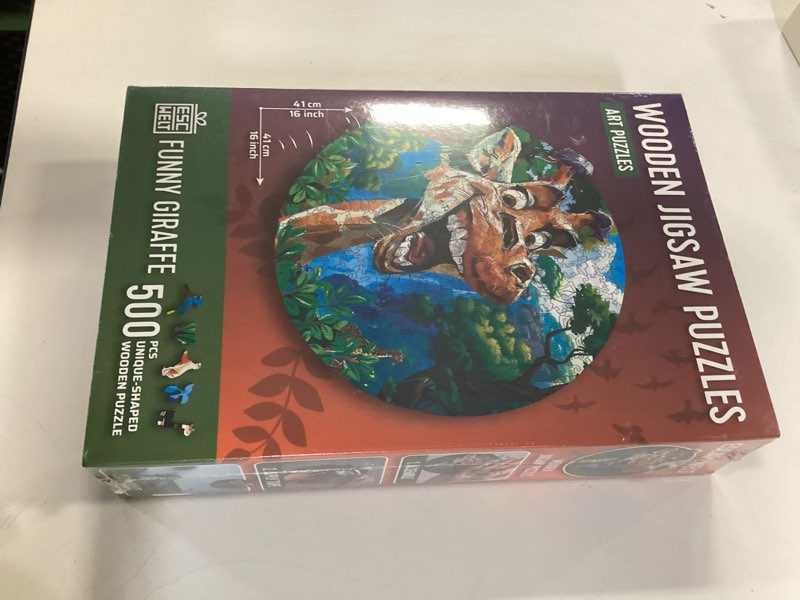 WOODEN JIGSAW PUZZLES
ART PUZZLES
41 cm
16 inch
41 cm
16 inch
ESC
WELT
FUNNY GIRAFFE
500 PCS
UNIQUE-SHAPED
WOODEN PUZZLE